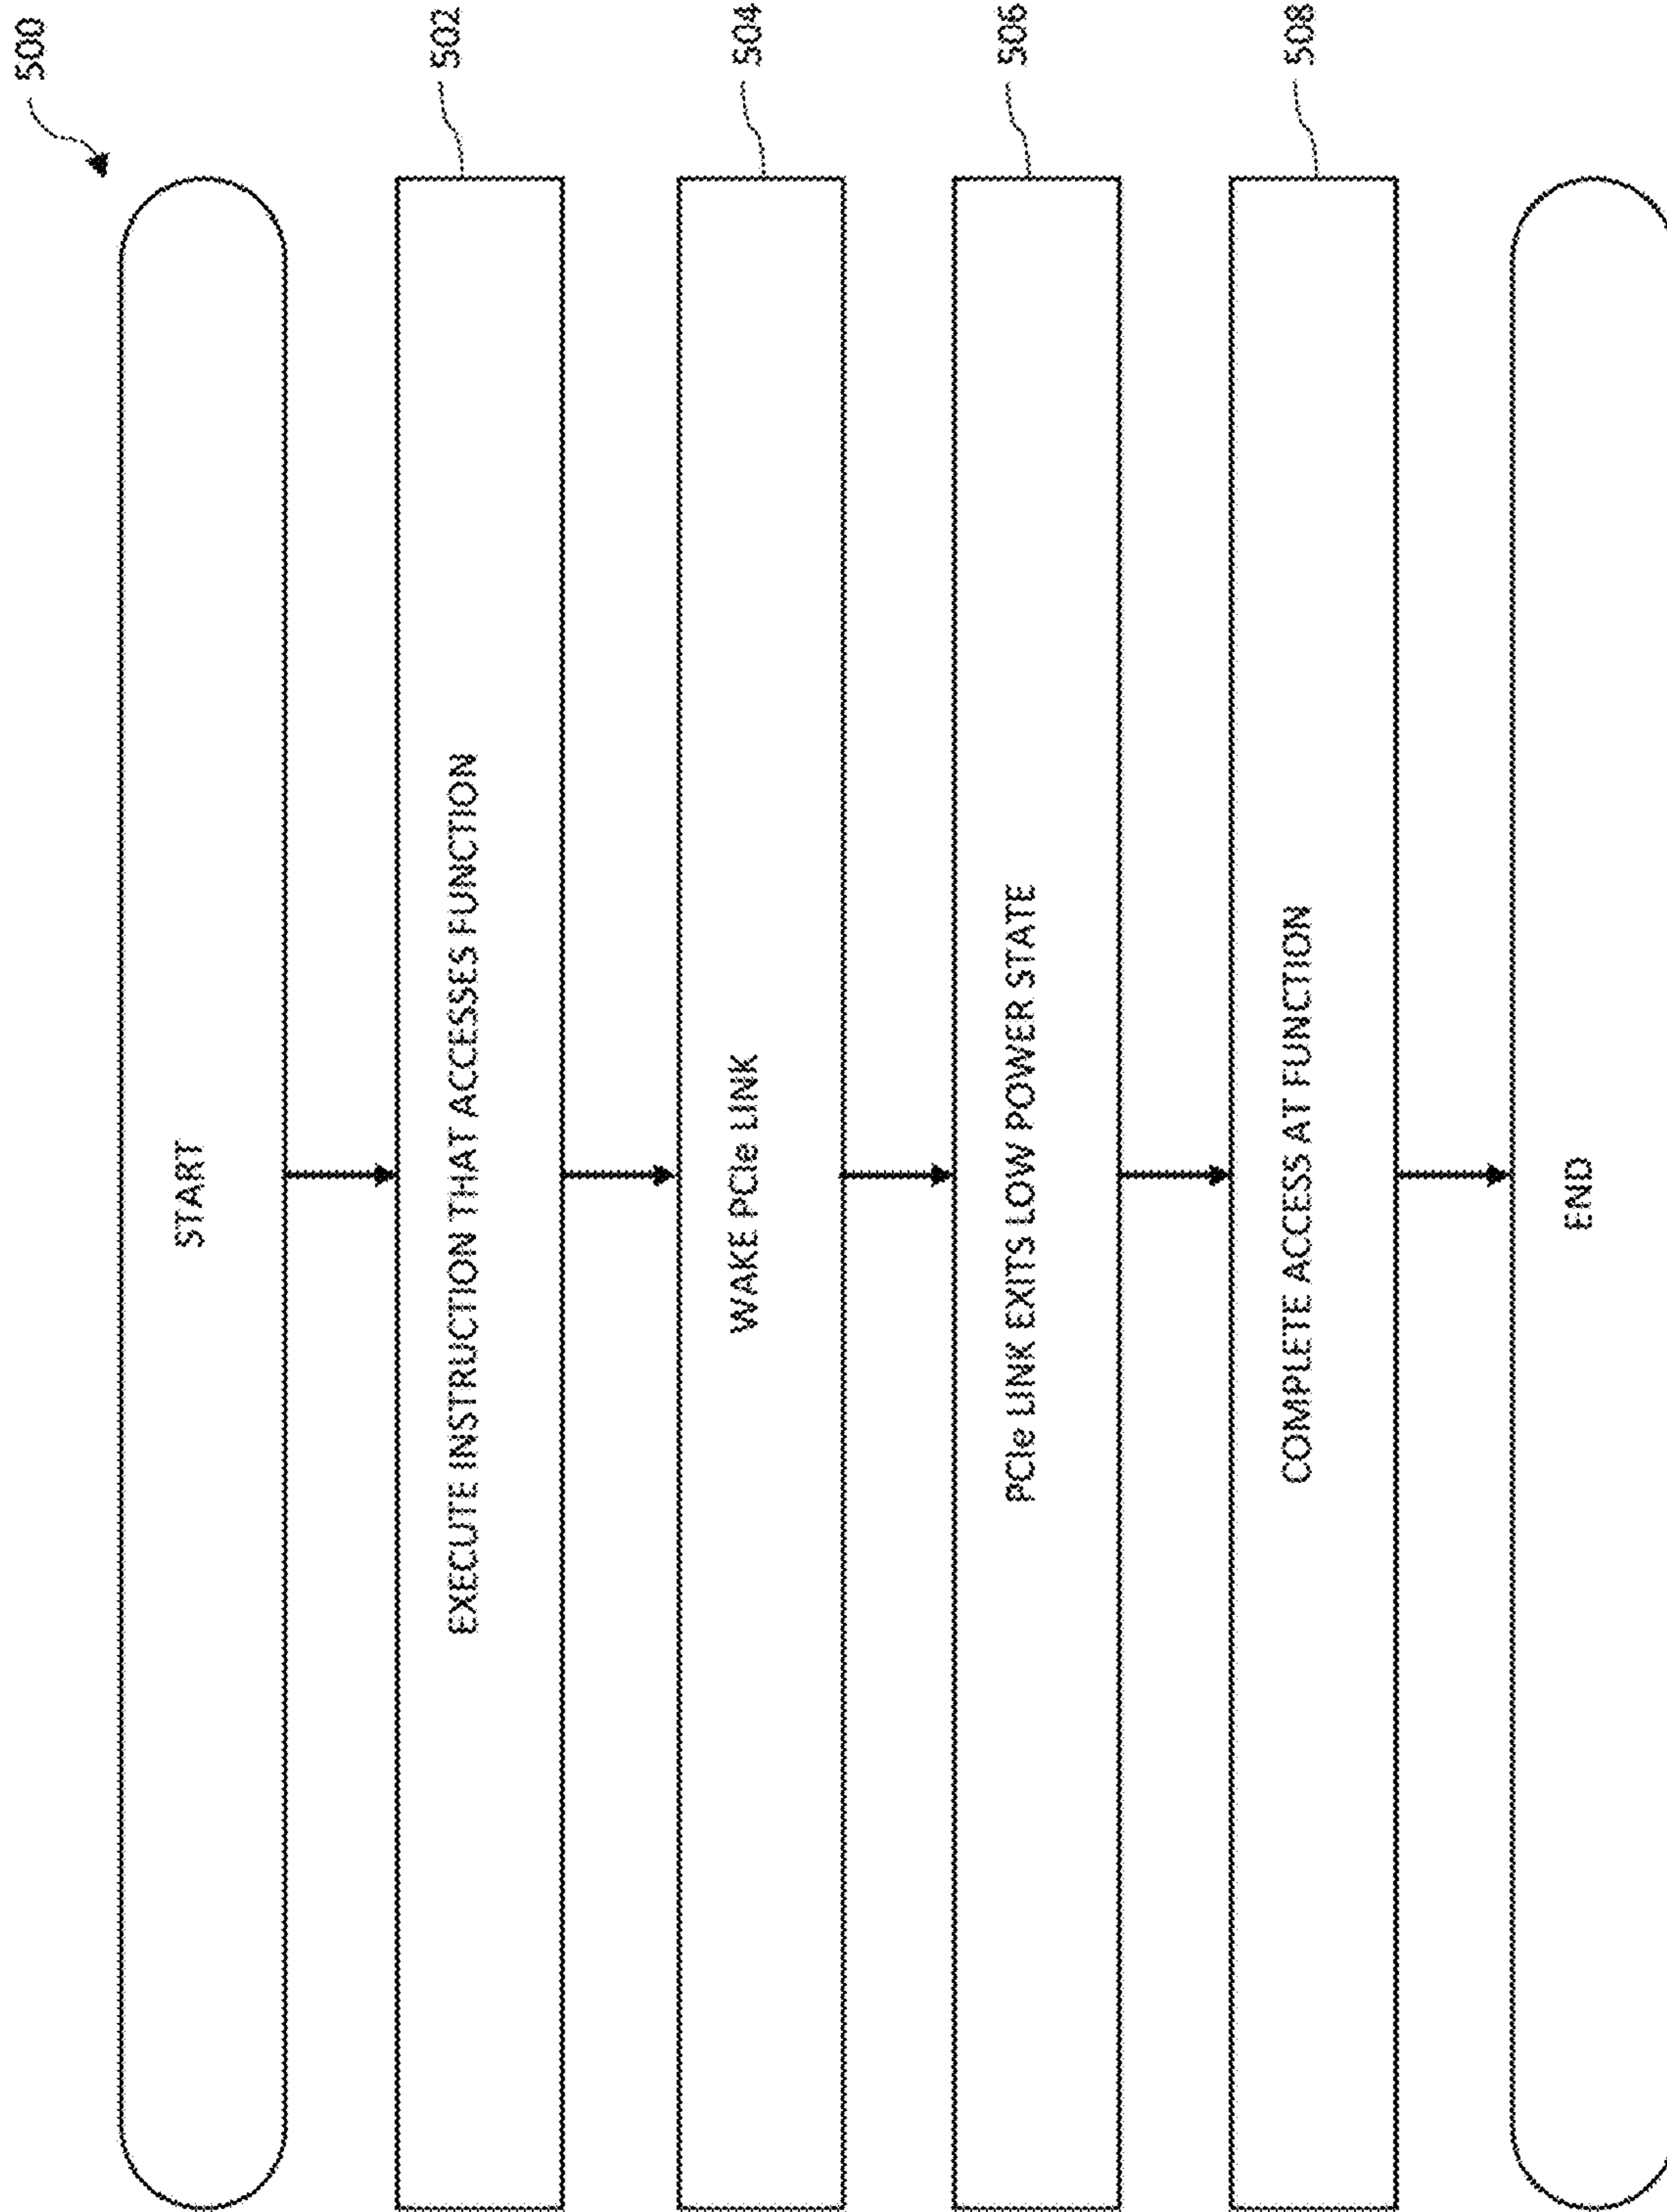 500
START
EXECUTE INSTRUCTION THAT ACCESSES FUNCTION
502
WAKE PCIe LINK
504
PCIe LINK EXITS LOW POWER STATE
506
COMPLETE ACCESS AT FUNCTION
508
END